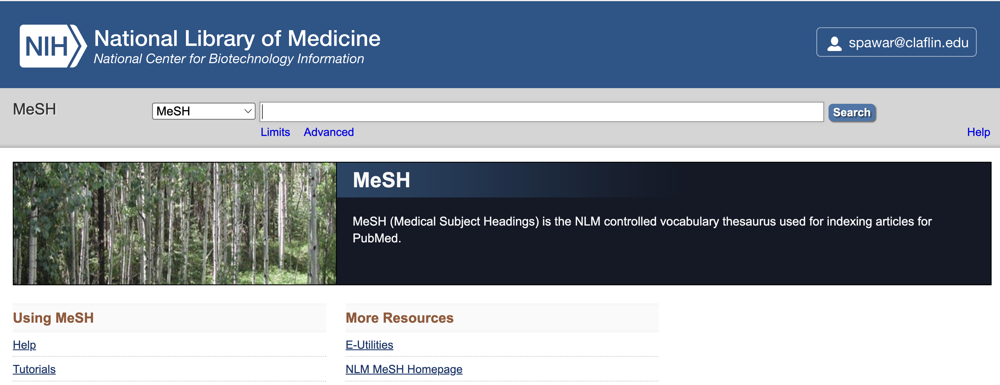 NIH
National Library of Medicine
National Center for Biotechnology Information
spawar@claflin.edu
MeSH
MeSH
Search
Limits Advanced
Help
MeSH
MeSH (Medical Subject Headings) is the NLM controlled vocabulary thesaurus used for indexing articles for
PubMed.
Using MeSH
Help
Tutorials
More Resources
E-Utilities
NLM MeSH Homepage